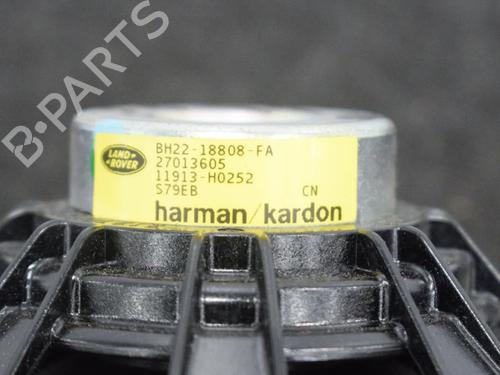 B-PARTS
LAND
ROVER
BH22-18808-FA
27013605
11913-H0252
S79EB CN
harman/kardon